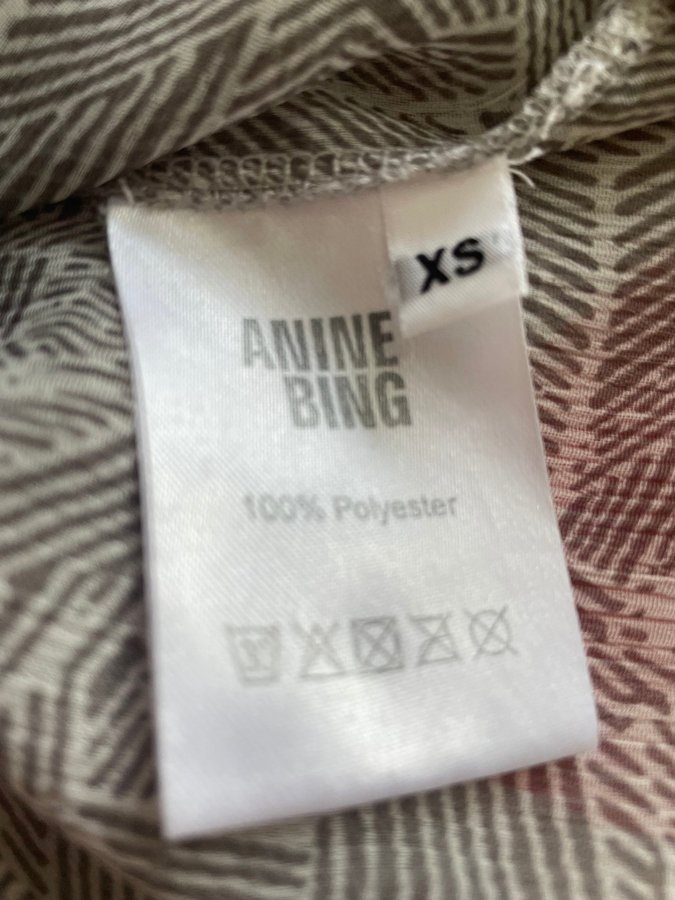 XS
ANINE
BING
100% Polyester